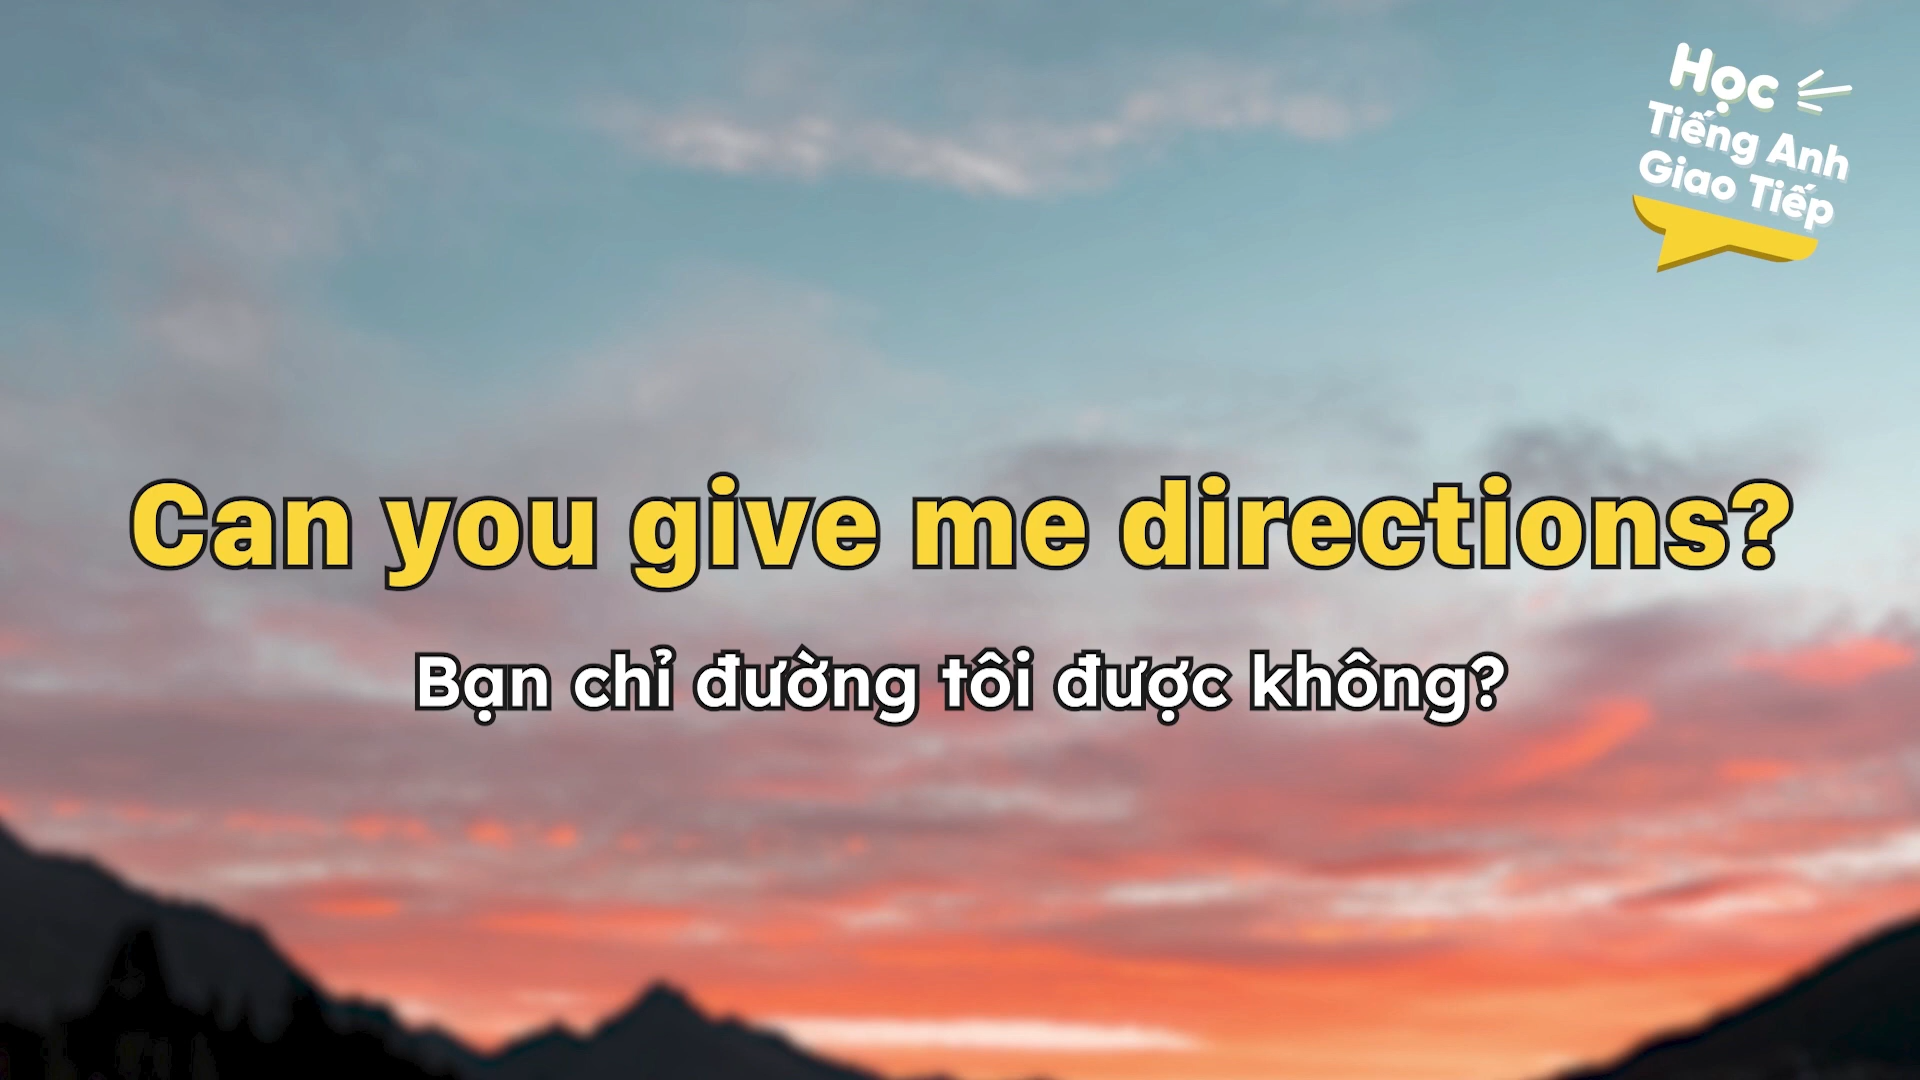 Học
Tiếng Anh
Giao Tiếp
Can you give me directions?
Bạn chỉ đường tôi được không?